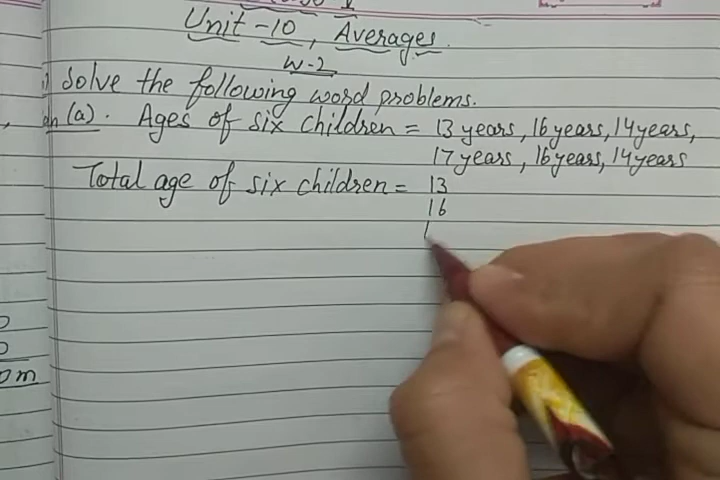 Unit-10, Averages.
W-2
Solve the following word problems.
(a). Ages of six children = 13 years, 16 years, 14 years,
17 years, 16 years, 14 years
Total age of six children = 13
16
1
m